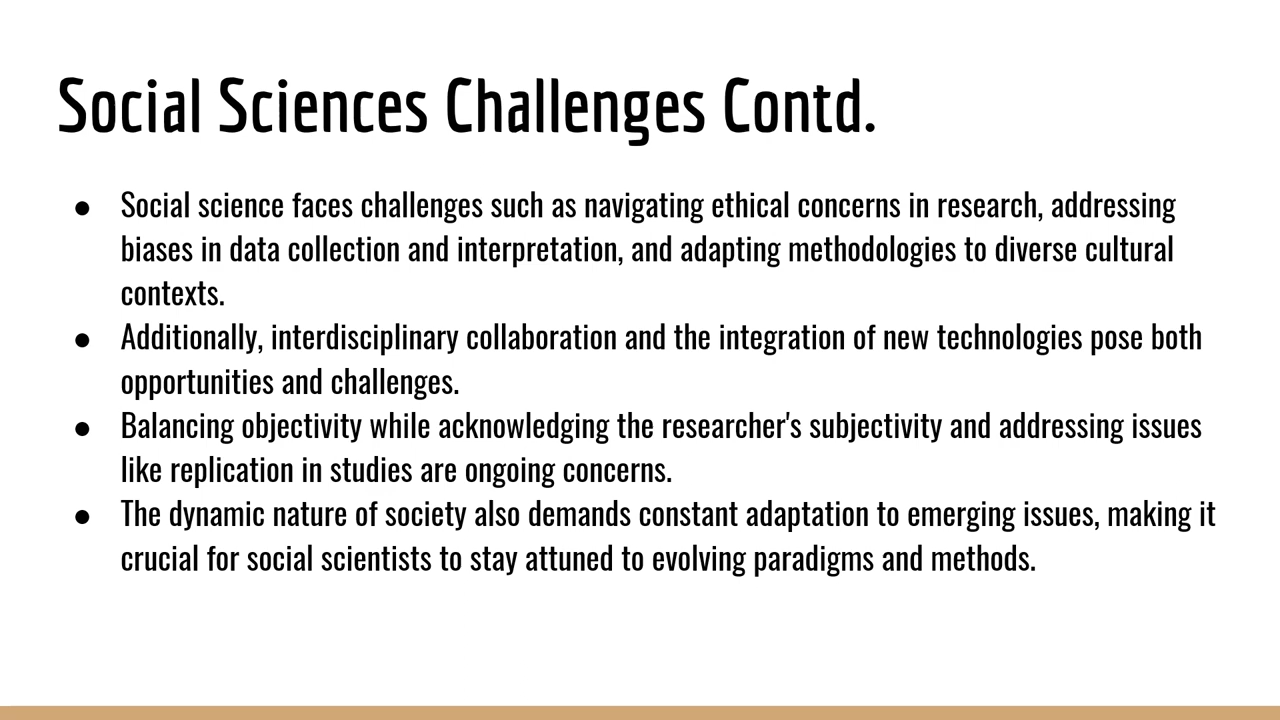 Social Sciences Challenges Contd.
● Social science faces challenges such as navigating ethical concerns in research, addressing
biases in data collection and interpretation, and adapting methodologies to diverse cultural
contexts.
● Additionally, interdisciplinary collaboration and the integration of new technologies pose both
opportunities and challenges.
● Balancing objectivity while acknowledging the researcher's subjectivity and addressing issues
like replication in studies are ongoing concerns.
● The dynamic nature of society also demands constant adaptation to emerging issues, making it
crucial for social scientists to stay attuned to evolving paradigms and methods.